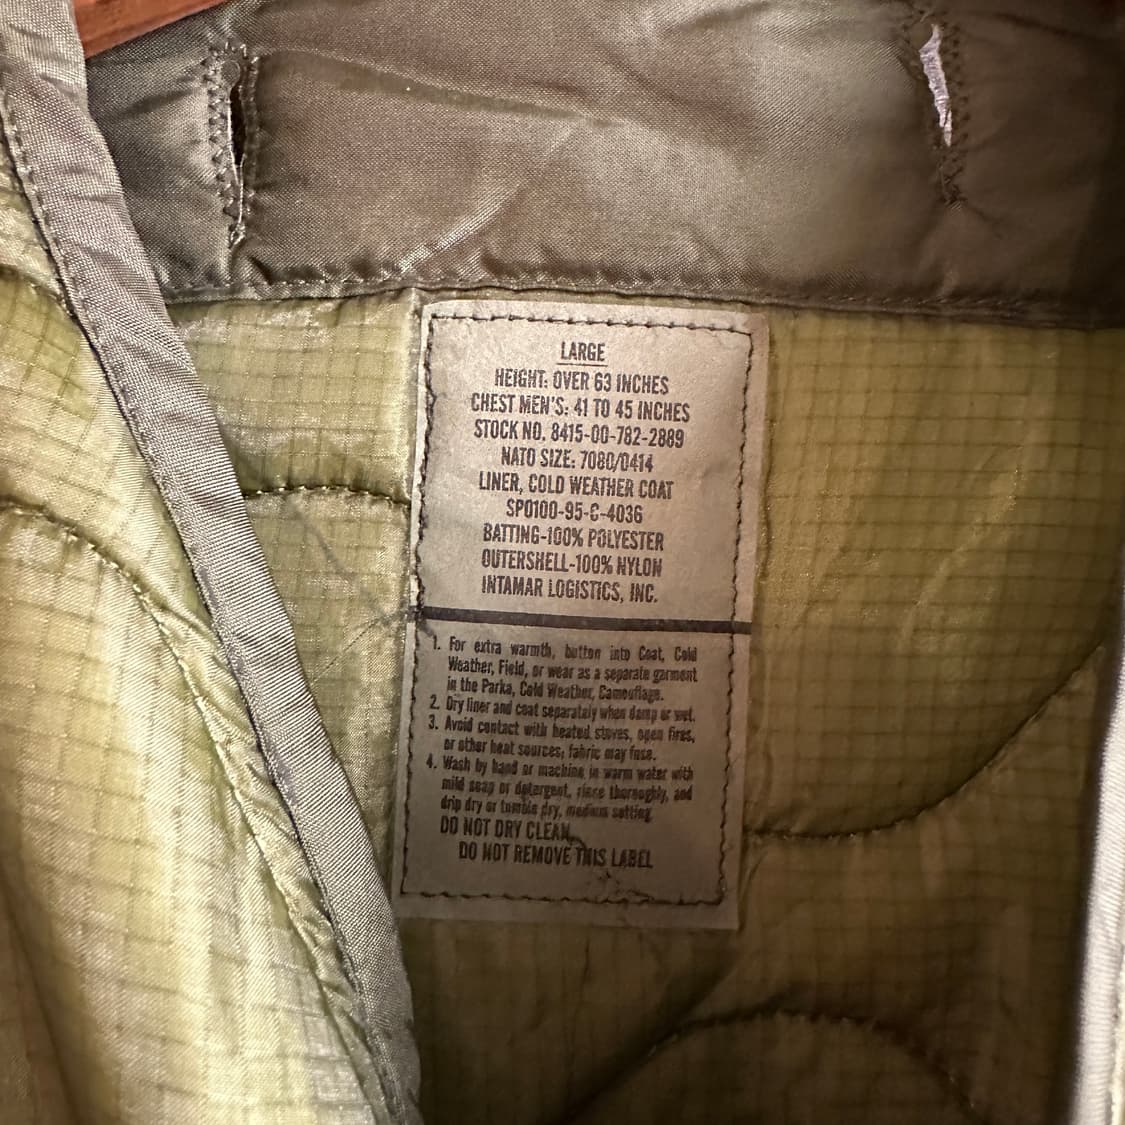 LARGE
HEIGHT: OVER 63 INCHES
CHEST MEN'S: 41 TO 45 INCHES
STOCK NO. 8415-00-782-2889
NATO SIZE: 7080/0414
LINER, COLD WEATHER COAT
SPO100-95-C-4036
BATTING-100% POLYESTER
OUTERSHELL-100% NYLON
INTAMAR LOGISTICS, INC.
1. For extra warmth, button into Coat, Cold
Weather, Field, or wear as a separate garment
in the Parka, Cold Weather, Camouflage.
2. Dry liner and coat separately when damp or wet.
3. Avoid contact with heated stoves, open fires,
or other heat sources; fabric may fuse.
4. Wash by hand or machine in warm water with
mild soap or detergent, rinse thoroughly, and
drip dry or tumble dry, medium setting.
DO NOT DRY CLEAN
DO NOT REMOVE THIS LABEL